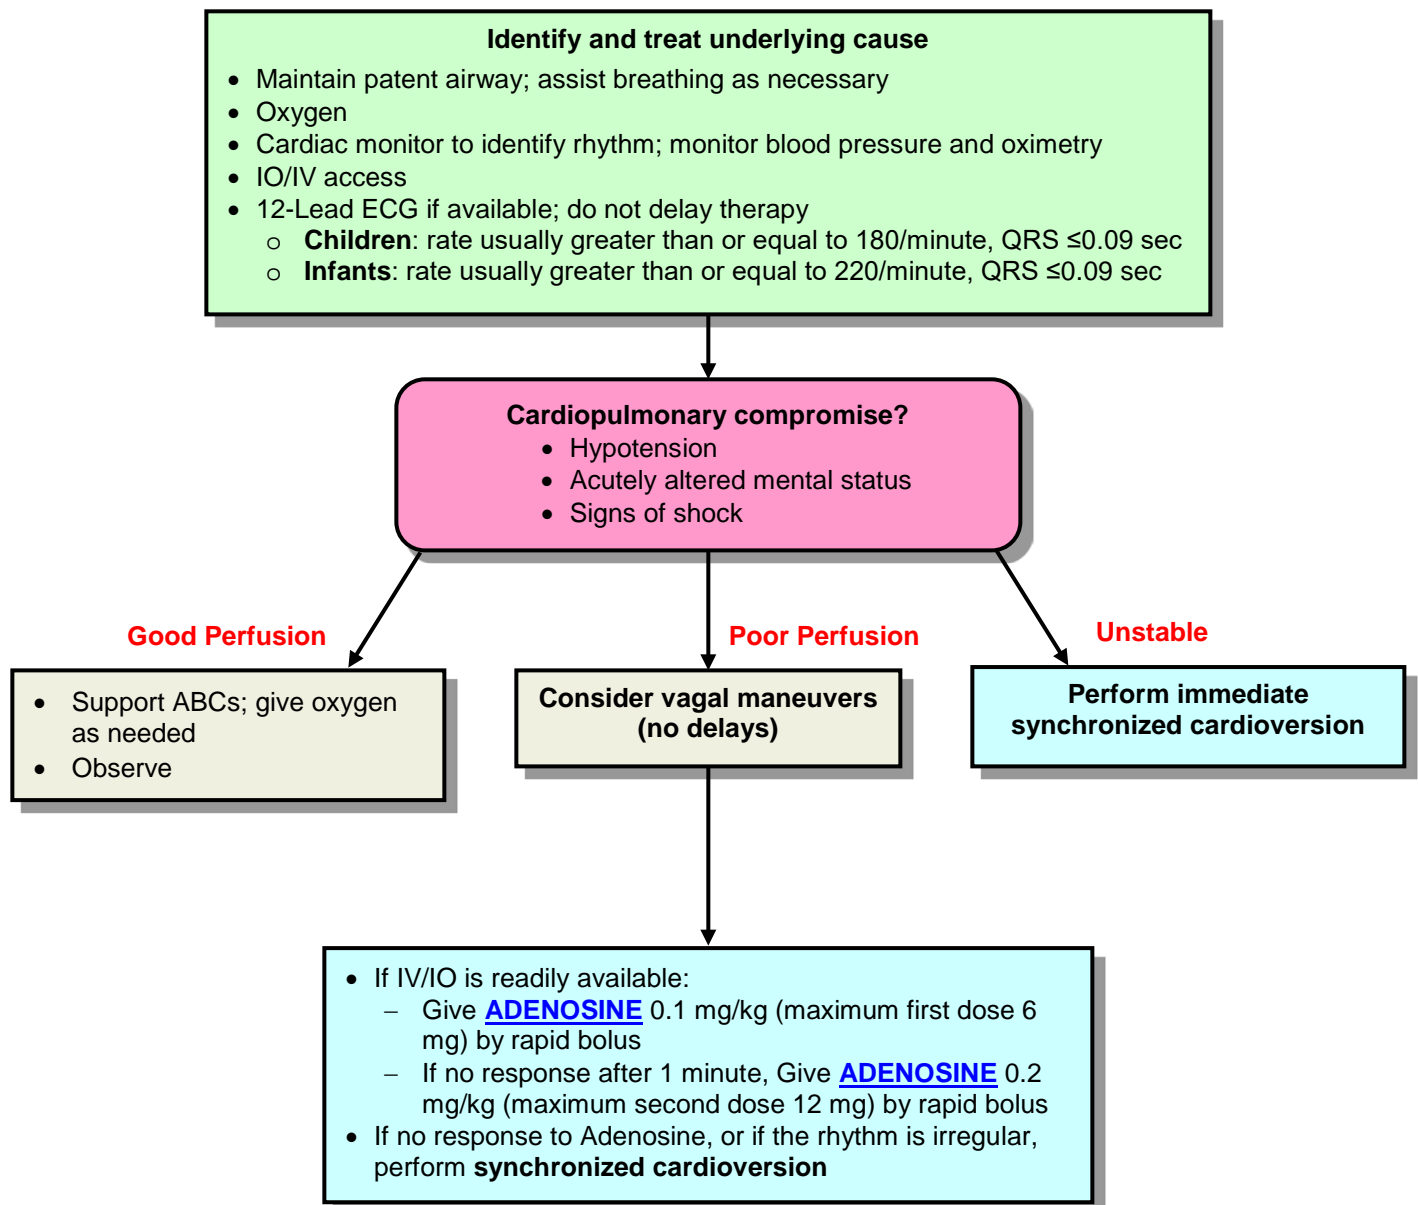 Identify and treat underlying cause
• Maintain patent airway; assist breathing as necessary
• Oxygen
• Cardiac monitor to identify rhythm; monitor blood pressure and oximetry
• IO/IV access
• 12-Lead ECG if available; do not delay therapy
o Children: rate usually greater than or equal to 180/minute, QRS ≤0.09 sec
o Infants: rate usually greater than or equal to 220/minute, QRS ≤0.09 sec
Cardiopulmonary compromise?
• Hypotension
• Acutely altered mental status
• Signs of shock
Good Perfusion
Poor Perfusion
Unstable
• Support ABCs; give oxygen
as needed
• Observe
Consider vagal maneuvers
(no delays)
Perform immediate
synchronized cardioversion
• If IV/IO is readily available:
− Give ADENOSINE 0.1 mg/kg (maximum first dose 6
mg) by rapid bolus
− If no response after 1 minute, Give ADENOSINE 0.2
mg/kg (maximum second dose 12 mg) by rapid bolus
• If no response to Adenosine, or if the rhythm is irregular,
perform synchronized cardioversion